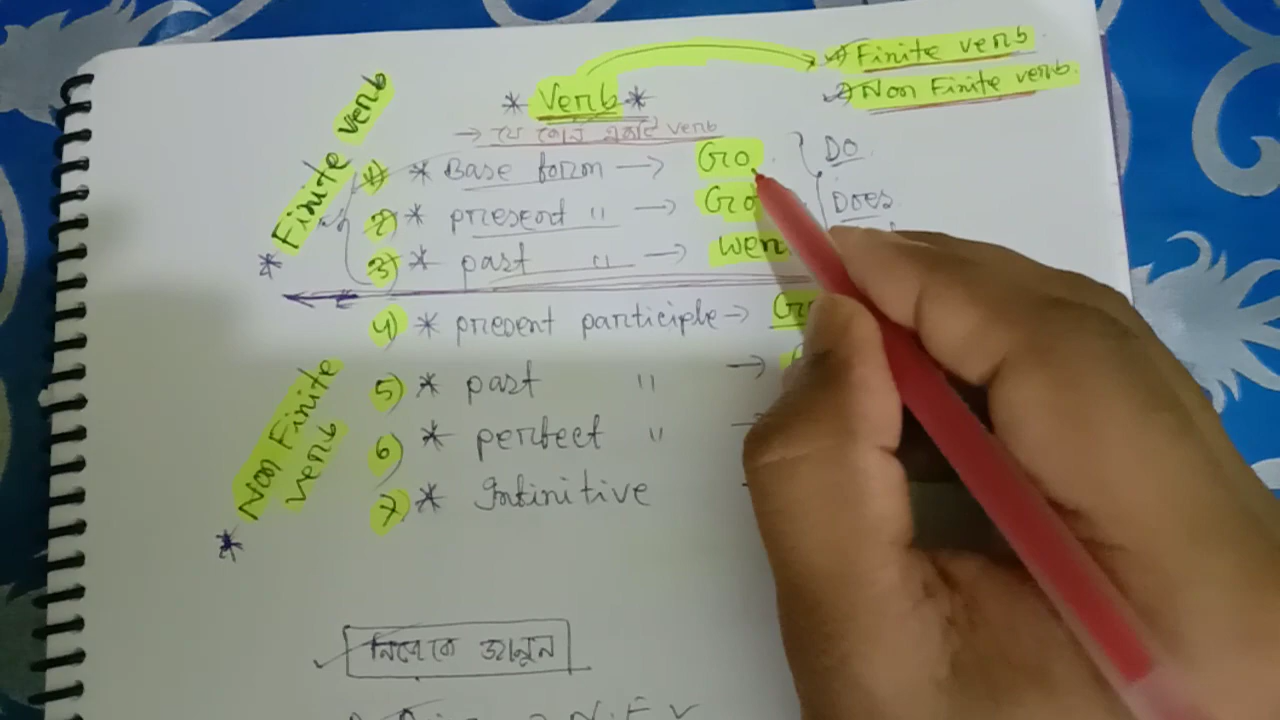 1) Finite verb
* Verb *
2) Non Finite verb.
→ যে কোন একটি verb
1) * Base form → Go
DO
2) * present " → Go
Does
3) * past " → wen
* Finite verb
4) * present participle → G
5) * past " →
6) * perfect "
7) * Infinitive
* Non Finite verb
নিজেকে জানুন